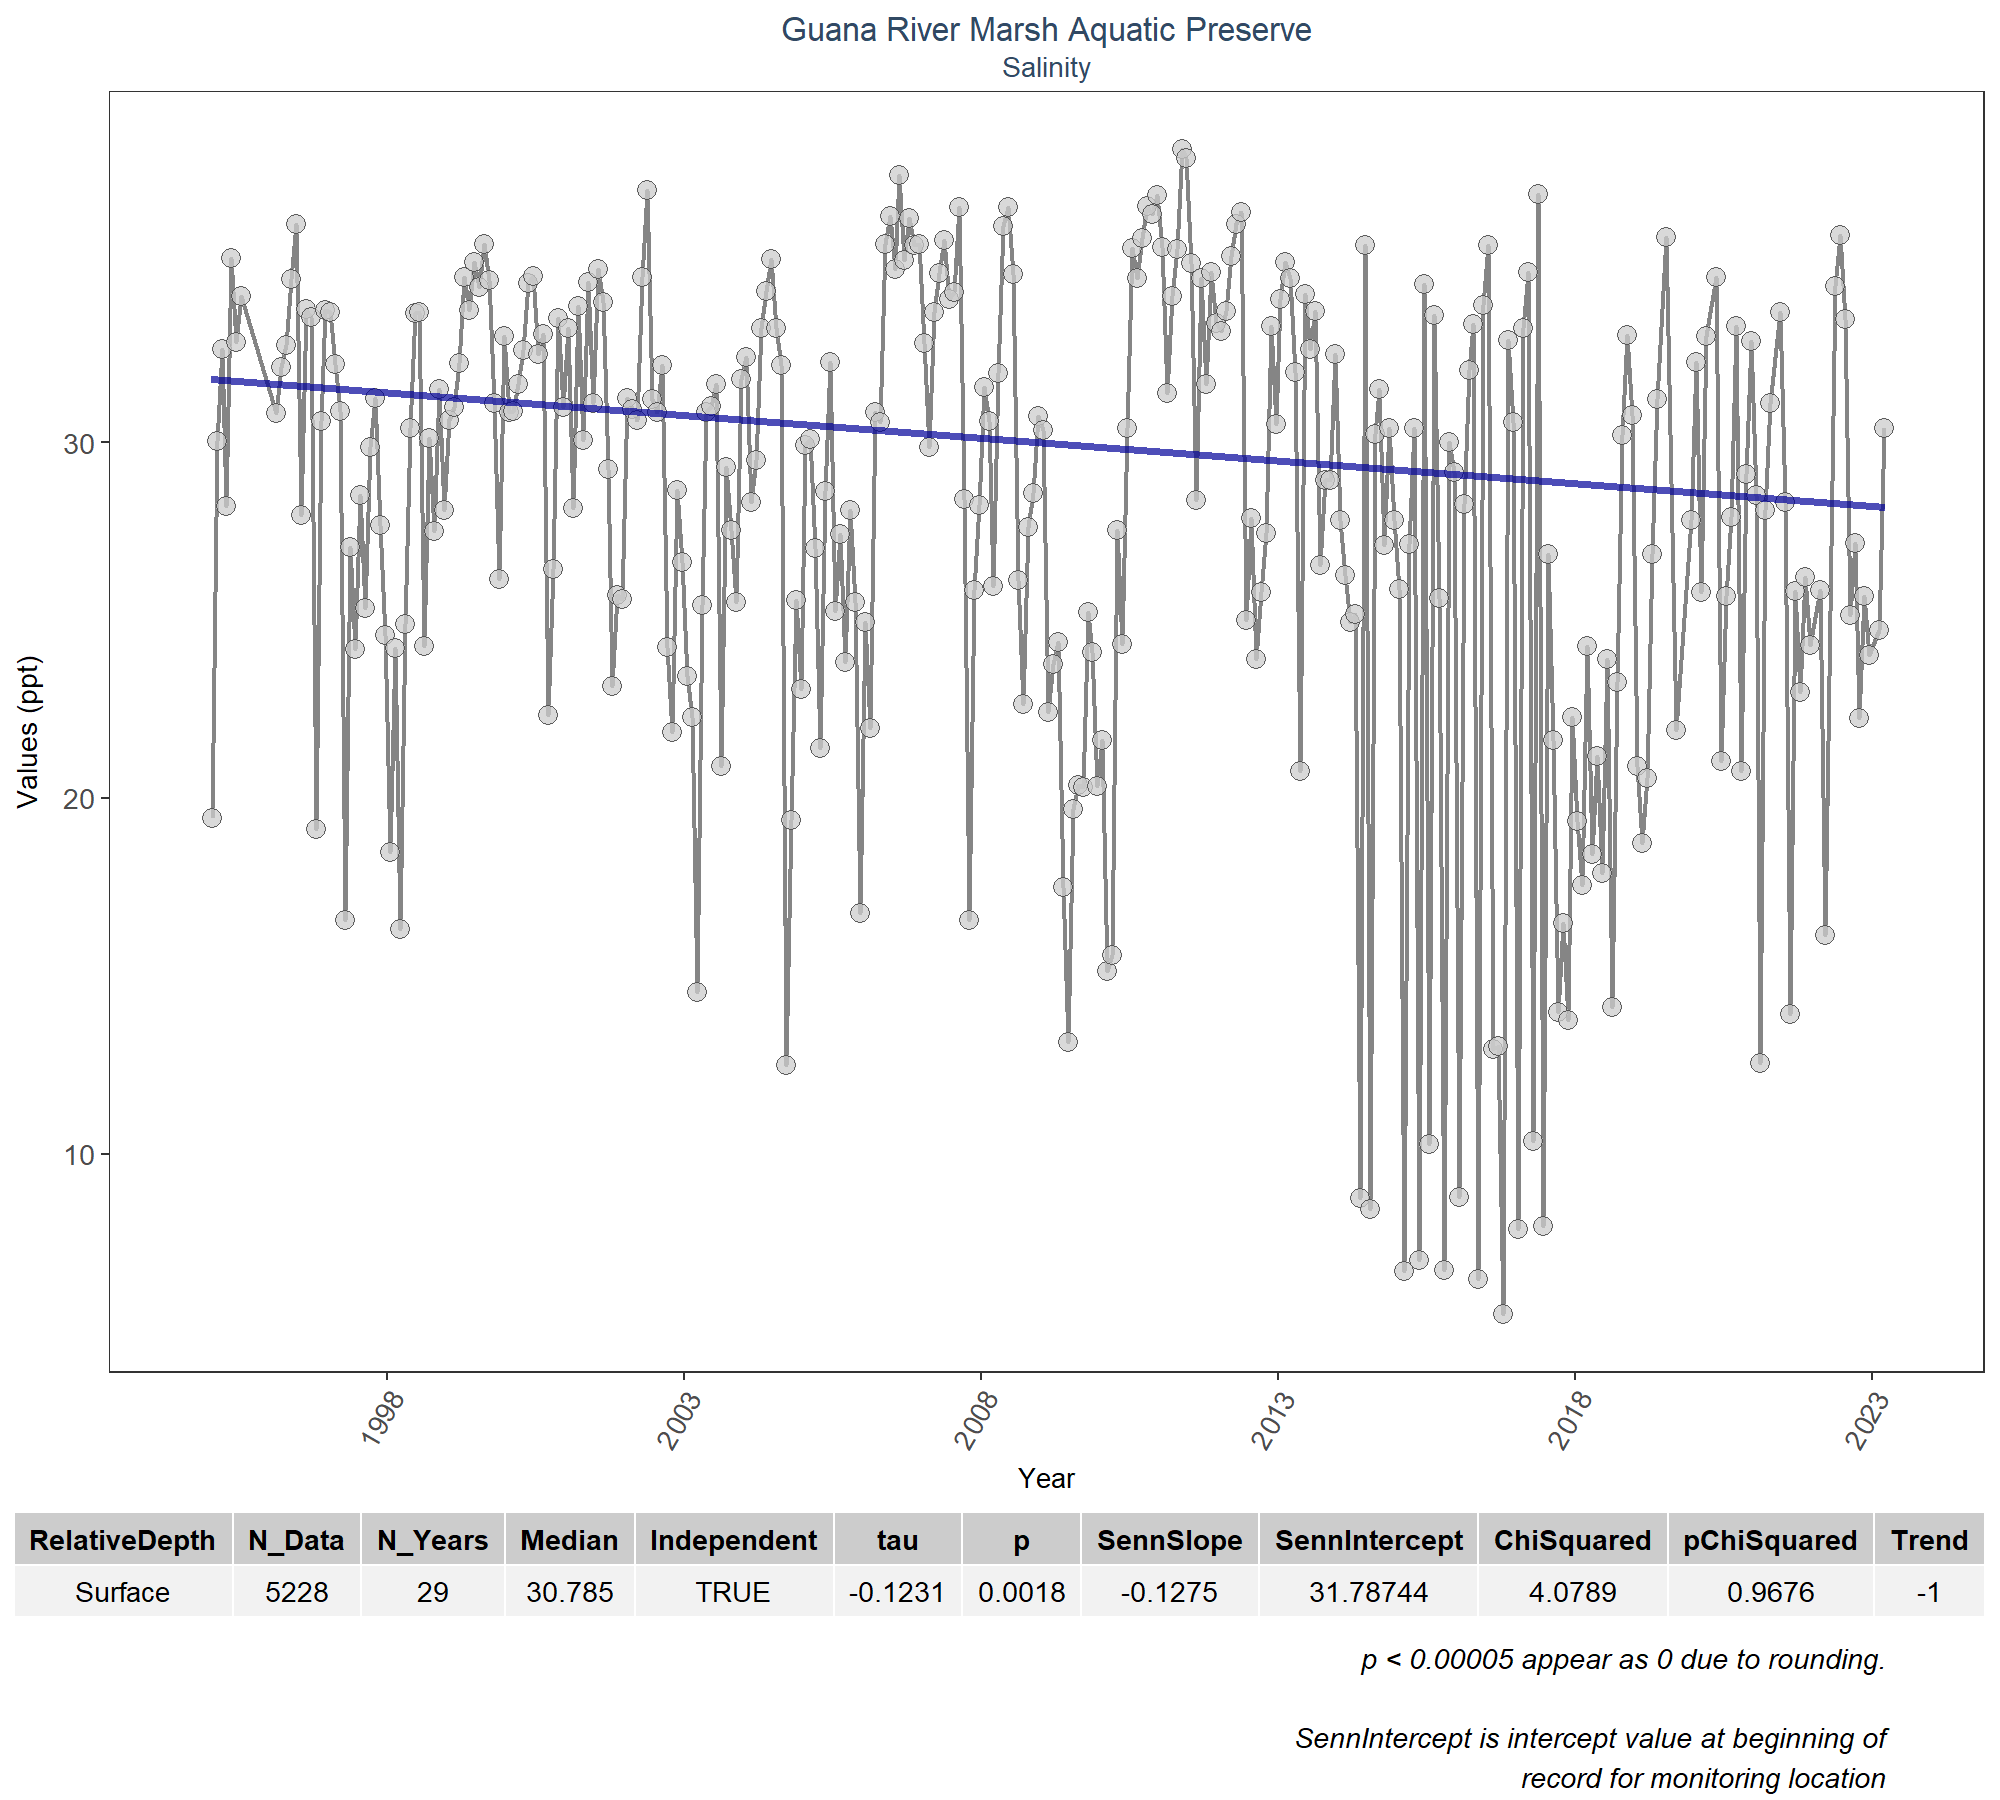 Guana River Marsh Aquatic Preserve
Salinity
Values (ppt)
30
20
10
1998 2003 2008 2013 2018 2023
Year
RelativeDepth N_Data N_Years Median Independent tau p SennSlope SennIntercept ChiSquared pChiSquared Trend
Surface 5228 29 30.785 TRUE -0.1231 0.0018 -0.1275 31.78744 4.0789 0.9676 -1
p < 0.00005 appear as 0 due to rounding.
SennIntercept is intercept value at beginning of
record for monitoring location